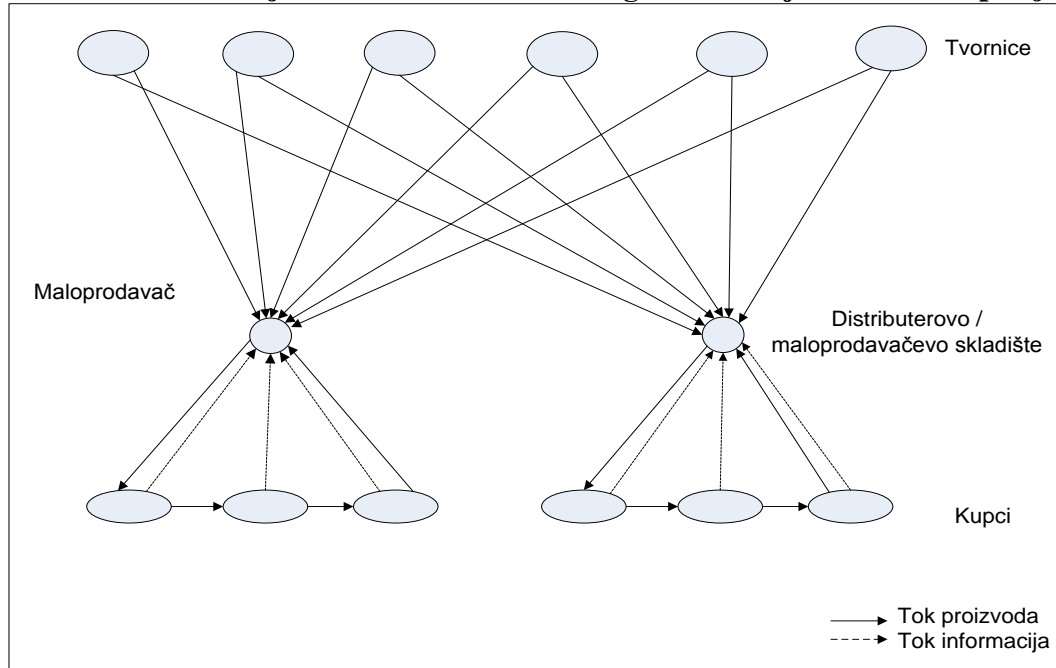 Tvornice
Maloprodavač
Distributerovo /
maloprodavačevo skladište
Kupci
Tok proizvoda
Tok informacija